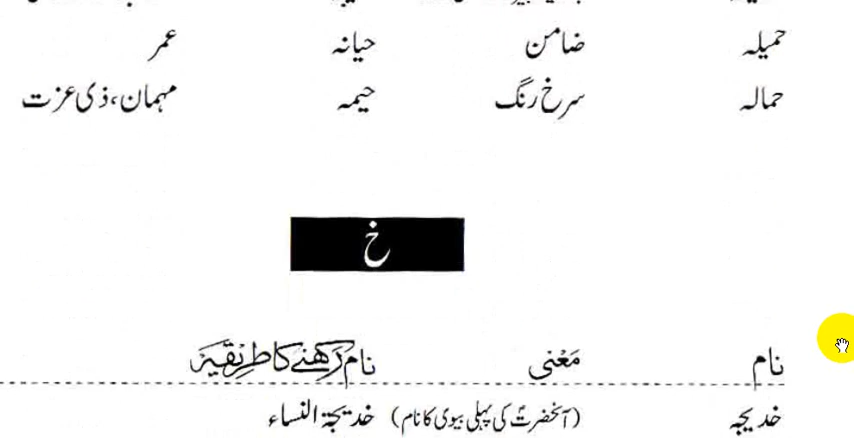 حمیلہ ضامن حیانہ عمر
حمالہ سرخ رنگ حیمہ مہمان، ذی عزت
خ
نام مَعْنی نام رکھنے کا طریقہ
خدیجہ (آنحضرتؐ کی پہلی بیوی کا نام) خدیجۃ النساء